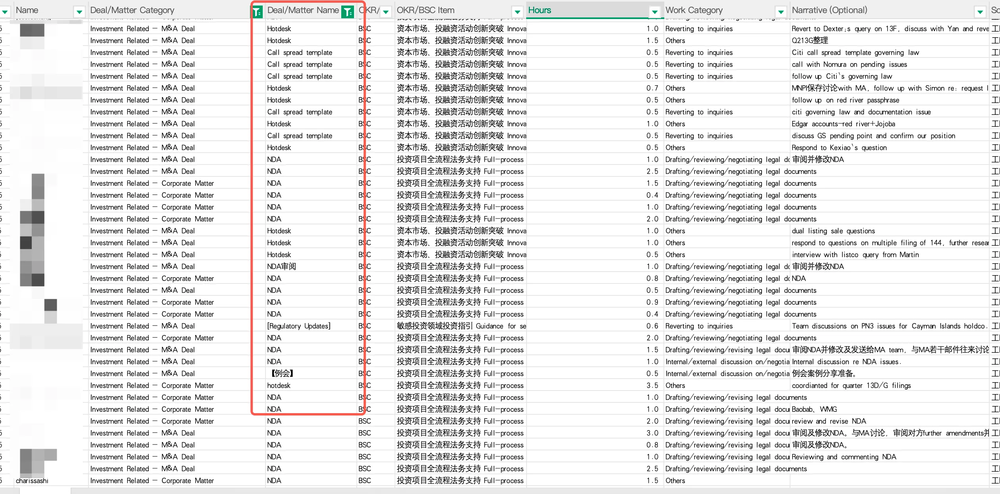 Name Deal/Matter Category Deal/Matter Name OKR/ OKR/BSC Item Hours Work Category Narrative (Optional) Sc
Investment Related – M&A Deal Hotdesk BSC 资本市场、投融资活动创新突破 Innova 1.0 Reverting to inquiries Revert to Dexter;s query on 13F, discuss with Yan and reve
Investment Related – M&A Deal Hotdesk BSC 资本市场、投融资活动创新突破 Innova 1.5 Others Q213G整理
Investment Related – M&A Deal Call spread template BSC 资本市场、投融资活动创新突破 Innova 0.5 Reverting to inquiries Citi call spread template governing law
Investment Related – M&A Deal Call spread template BSC 资本市场、投融资活动创新突破 Innova 0.5 Reverting to inquiries call with Nomura on pending issues
Investment Related – M&A Deal Call spread template BSC 资本市场、投融资活动创新突破 Innova 0.5 Reverting to inquiries follow up Citi`s governing law
Investment Related – M&A Deal Hotdesk BSC 资本市场、投融资活动创新突破 Innova 0.7 Others MNPI保存讨论with MA, follow up with Simon re: request l
Investment Related – M&A Deal Hotdesk BSC 资本市场、投融资活动创新突破 Innova 0.5 Others follow up on red river passphrase
Investment Related – M&A Deal Call spread template BSC 资本市场、投融资活动创新突破 Innova 0.5 Reverting to inquiries citi governing law and documentation issue
Investment Related – M&A Deal Hotdesk BSC 资本市场、投融资活动创新突破 Innova 1.0 Others Edgar accounts—red river+Jojoba
Investment Related – M&A Deal Call spread template BSC 资本市场、投融资活动创新突破 Innova 0.5 Reverting to inquiries discuss GS pending point and confirm our position
Investment Related – M&A Deal Hotdesk BSC 资本市场、投融资活动创新突破 Innova 0.5 Others Respond to Kexiao`s question
Investment Related – M&A Deal NDA BSC 投资项目全流程法务支持 Full-process 1.0 Drafting/reviewing/negotiating legal do 审阅并修改NDA
Investment Related – M&A Deal NDA BSC 投资项目全流程法务支持 Full-process 2.5 Drafting/reviewing/negotiating legal documents
Investment Related – Corporate Matter NDA BSC 投资项目全流程法务支持 Full-process 1.5 Drafting/reviewing/negotiating legal documents
Investment Related – Corporate Matter NDA BSC 投资项目全流程法务支持 Full-process 0.4 Drafting/reviewing/negotiating legal documents
Investment Related – Corporate Matter NDA BSC 投资项目全流程法务支持 Full-process 1.0 Drafting/reviewing/negotiating legal documents
Investment Related – Corporate Matter NDA BSC 投资项目全流程法务支持 Full-process 2.0 Drafting/reviewing/negotiating legal documents
Investment Related – M&A Deal Hotdesk BSC 资本市场、投融资活动创新突破 Innova 1.0 Others dual listing sale questions
Investment Related – M&A Deal Hotdesk BSC 资本市场、投融资活动创新突破 Innova 1.0 Others respond to questions on multiple filing of 144, further resear
Investment Related – M&A Deal Hotdesk BSC 资本市场、投融资活动创新突破 Innova 0.5 Others interview with listco query from Martin
Investment Related – M&A Deal NDA审阅 BSC 投资项目全流程法务支持 Full-process 1.0 Drafting/reviewing/negotiating legal do 审阅并修改NDA
Investment Related – Corporate Matter NDA BSC 投资项目全流程法务支持 Full-process 0.8 Drafting/reviewing/negotiating legal do NDA
Investment Related – M&A Deal NDA BSC 投资项目全流程法务支持 Full-process 0.5 Drafting/reviewing/negotiating legal documents
Investment Related – Corporate Matter NDA BSC 投资项目全流程法务支持 Full-process 0.9 Drafting/reviewing/negotiating legal documents
Investment Related – Corporate Matter NDA BSC 投资项目全流程法务支持 Full-process 0.4 Drafting/reviewing/negotiating legal documents
Investment Related – M&A Deal [Regulatory Updates] BSC 敏感投资领域投资指引 Guidance for se 0.6 Reverting to inquiries Team discussions on PN3 issues for Cayman Islands holdco.
Investment Related – Corporate Matter NDA BSC 投资项目全流程法务支持 Full-process 2.0 Drafting/reviewing/negotiating legal documents
Investment Related – M&A Deal NDA BSC 投资项目全流程法务支持 Full-process 1.5 Drafting/reviewing/revising legal docu 审阅NDA并修改及发送给MA team, 与MA若干邮件往来讨论
Investment Related – M&A Deal NDA BSC 投资项目全流程法务支持 Full-process 1.0 Internal/external discussion on/negotia Internal discussion re NDA issues.
Investment Related – M&A Deal 【例会】 BSC 投资项目全流程法务支持 Full-process 0.5 Internal/external discussion on/negotia 例会案例分享准备。
Investment Related – Corporate Matter hotdesk BSC 投资项目全流程法务支持 Full-process 3.5 Others coordianted for quarter 13D/G filings
Investment Related – Corporate Matter NDA BSC 投资项目全流程法务支持 Full-process 1.0 Drafting/reviewing/revising legal documents
Investment Related – Corporate Matter NDA BSC 投资项目全流程法务支持 Full-process 1.0 Drafting/reviewing/revising legal docu Baobab、WMG
Investment Related – Corporate Matter NDA BSC 投资项目全流程法务支持 Full-process 2.0 Drafting/reviewing/revising legal docu review and revise NDA
Investment Related – M&A Deal NDA BSC 投资项目全流程法务支持 Full-process 3.0 Drafting/reviewing/revising legal docu 审阅及修改NDA。与MA讨论, 审阅对方further amendments并
Investment Related – M&A Deal NDA BSC 投资项目全流程法务支持 Full-process 0.8 Drafting/reviewing/revising legal docu 审阅及修改NDA。
Investment Related – M&A Deal NDA BSC 投资项目全流程法务支持 Full-process 1.0 Drafting/reviewing/revising legal docu Reviewing and commenting NDA
Investment Related – M&A Deal NDA BSC 投资项目全流程法务支持 Full-process 2.5 Drafting/reviewing/revising legal documents
charissashi Investment Related – Corporate Matter NDA BSC 投资项目全流程法务支持 Full-process 1.5 Others